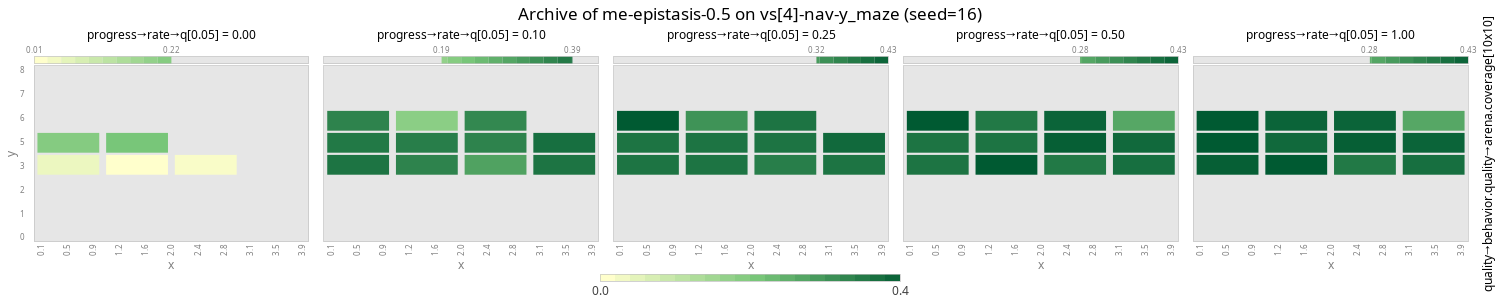 Archive of me-epistasis-0.5 on vs[4]-nav-y_maze (seed=16)
progress→rate→q[0.05] = 0.00
progress→rate→q[0.05] = 0.10
progress→rate→q[0.05] = 0.25
progress→rate→q[0.05] = 0.50
progress→rate→q[0.05] = 1.00
0.01 0.22
0.19 0.39
0.32 0.43
0.28 0.43
0.28 0.43
8
7
6
5
y
3
2
1
0
0.1 0.5 0.9 1.2 1.6 2.0 2.4 2.8 3.1 3.5 3.9
0.1 0.5 0.9 1.2 1.6 2.0 2.4 2.8 3.1 3.5 3.9
0.1 0.5 0.9 1.2 1.6 2.0 2.4 2.8 3.1 3.5 3.9
0.1 0.5 0.9 1.2 1.6 2.0 2.4 2.8 3.1 3.5 3.9
0.1 0.5 0.9 1.2 1.6 2.0 2.4 2.8 3.1 3.5 3.9
x
x
x
x
x
0.0 0.4
quality→behavior.quality→arena.coverage[10x10]